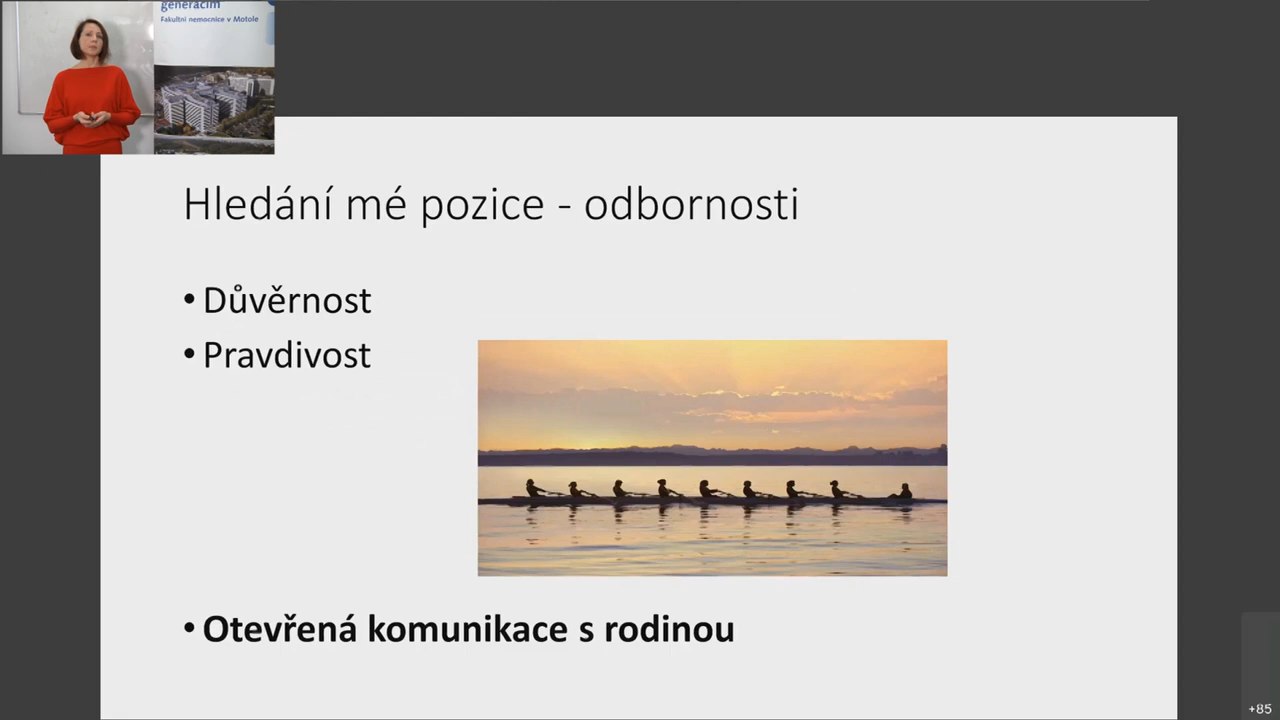 generacím
Fakultní nemocnice v Motole
Hledání mé pozice - odbornosti
• Důvěrnost
• Pravdivost
• Otevřená komunikace s rodinou
+85